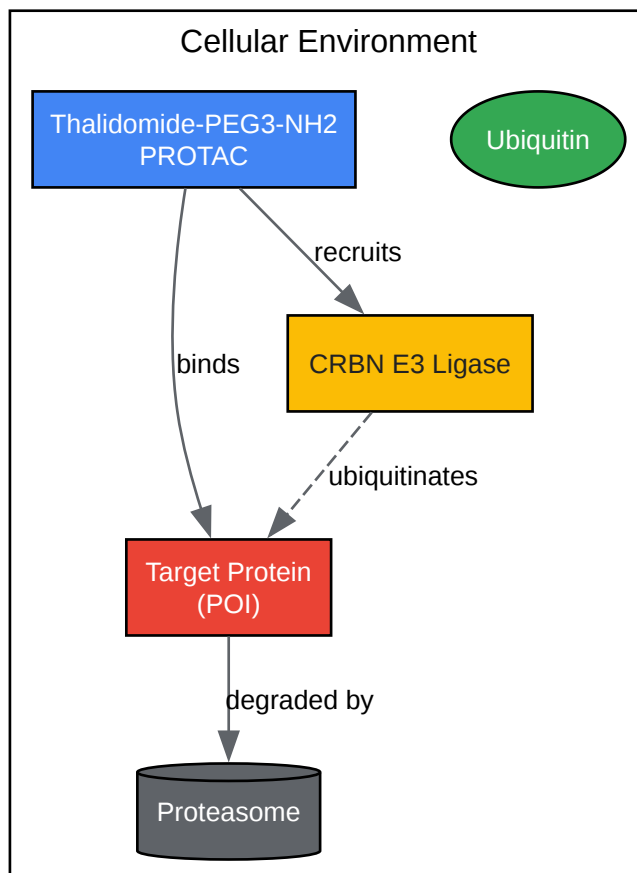 Cellular Environment
Thalidomide-PEG3-NH2
PROTAC
Ubiquitin
recruits
binds
CRBN E3 Ligase
ubiquitinates
Target Protein
(POI)
degraded by
Proteasome